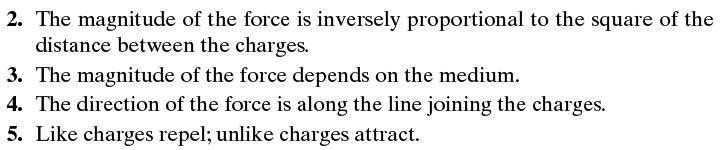 2. The magnitude of the force is inversely proportional to the square of the
distance between the charges.
3. The magnitude of the force depends on the medium.
4. The direction of the force is along the line joining the charges.
5. Like charges repel; unlike charges attract.